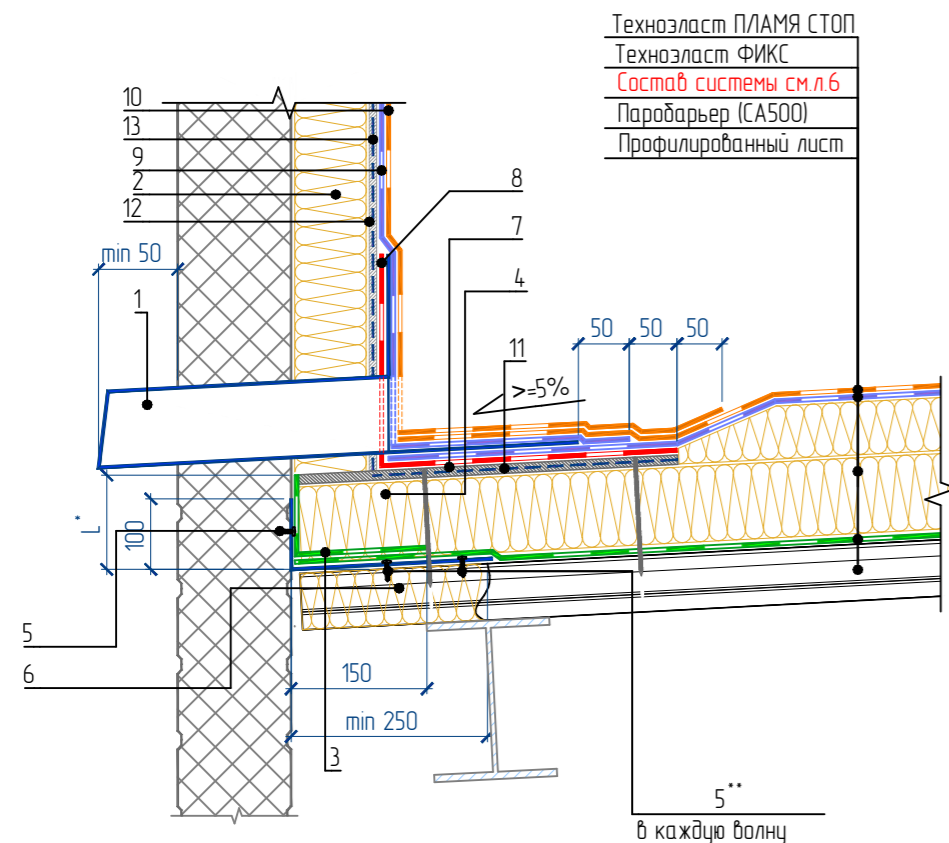 Техноэласт ПЛАМЯ СТОП
Техноэласт ФИКС
Состав системы см.л.6
Паробарьер (СА500)
Профилированный лист
10
13
9
2
12
8
7
min 50
4
1
50 50 50
11
>=5%
L*
100
5
6
150
min 250
3
5**
в каждую волну